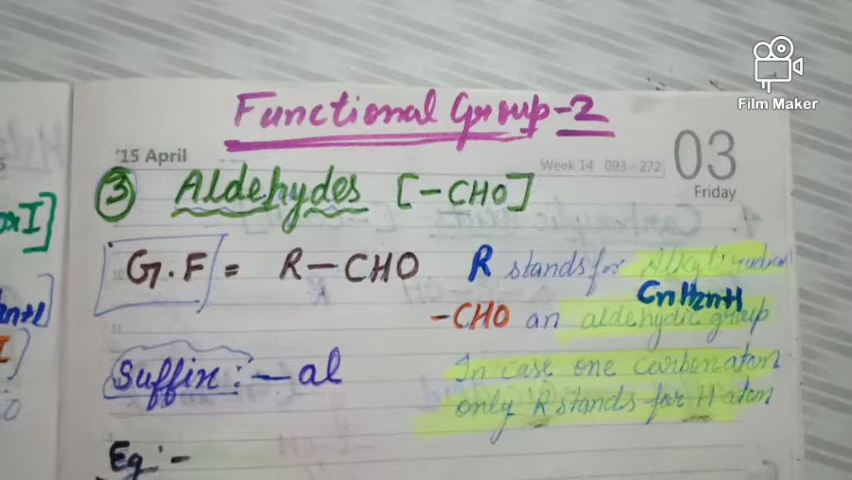 Film Maker
Functional Group-2
'15 April
Week 14 093-272
03
Friday
③ Aldehydes [-CHO]
G.F = R-CHO
R stands for Alkyl radical
CnH2n+1
-CHO an aldehydic group
Suffix:- -al
In case one carbon atom
only R stands for H atom
Eg:-